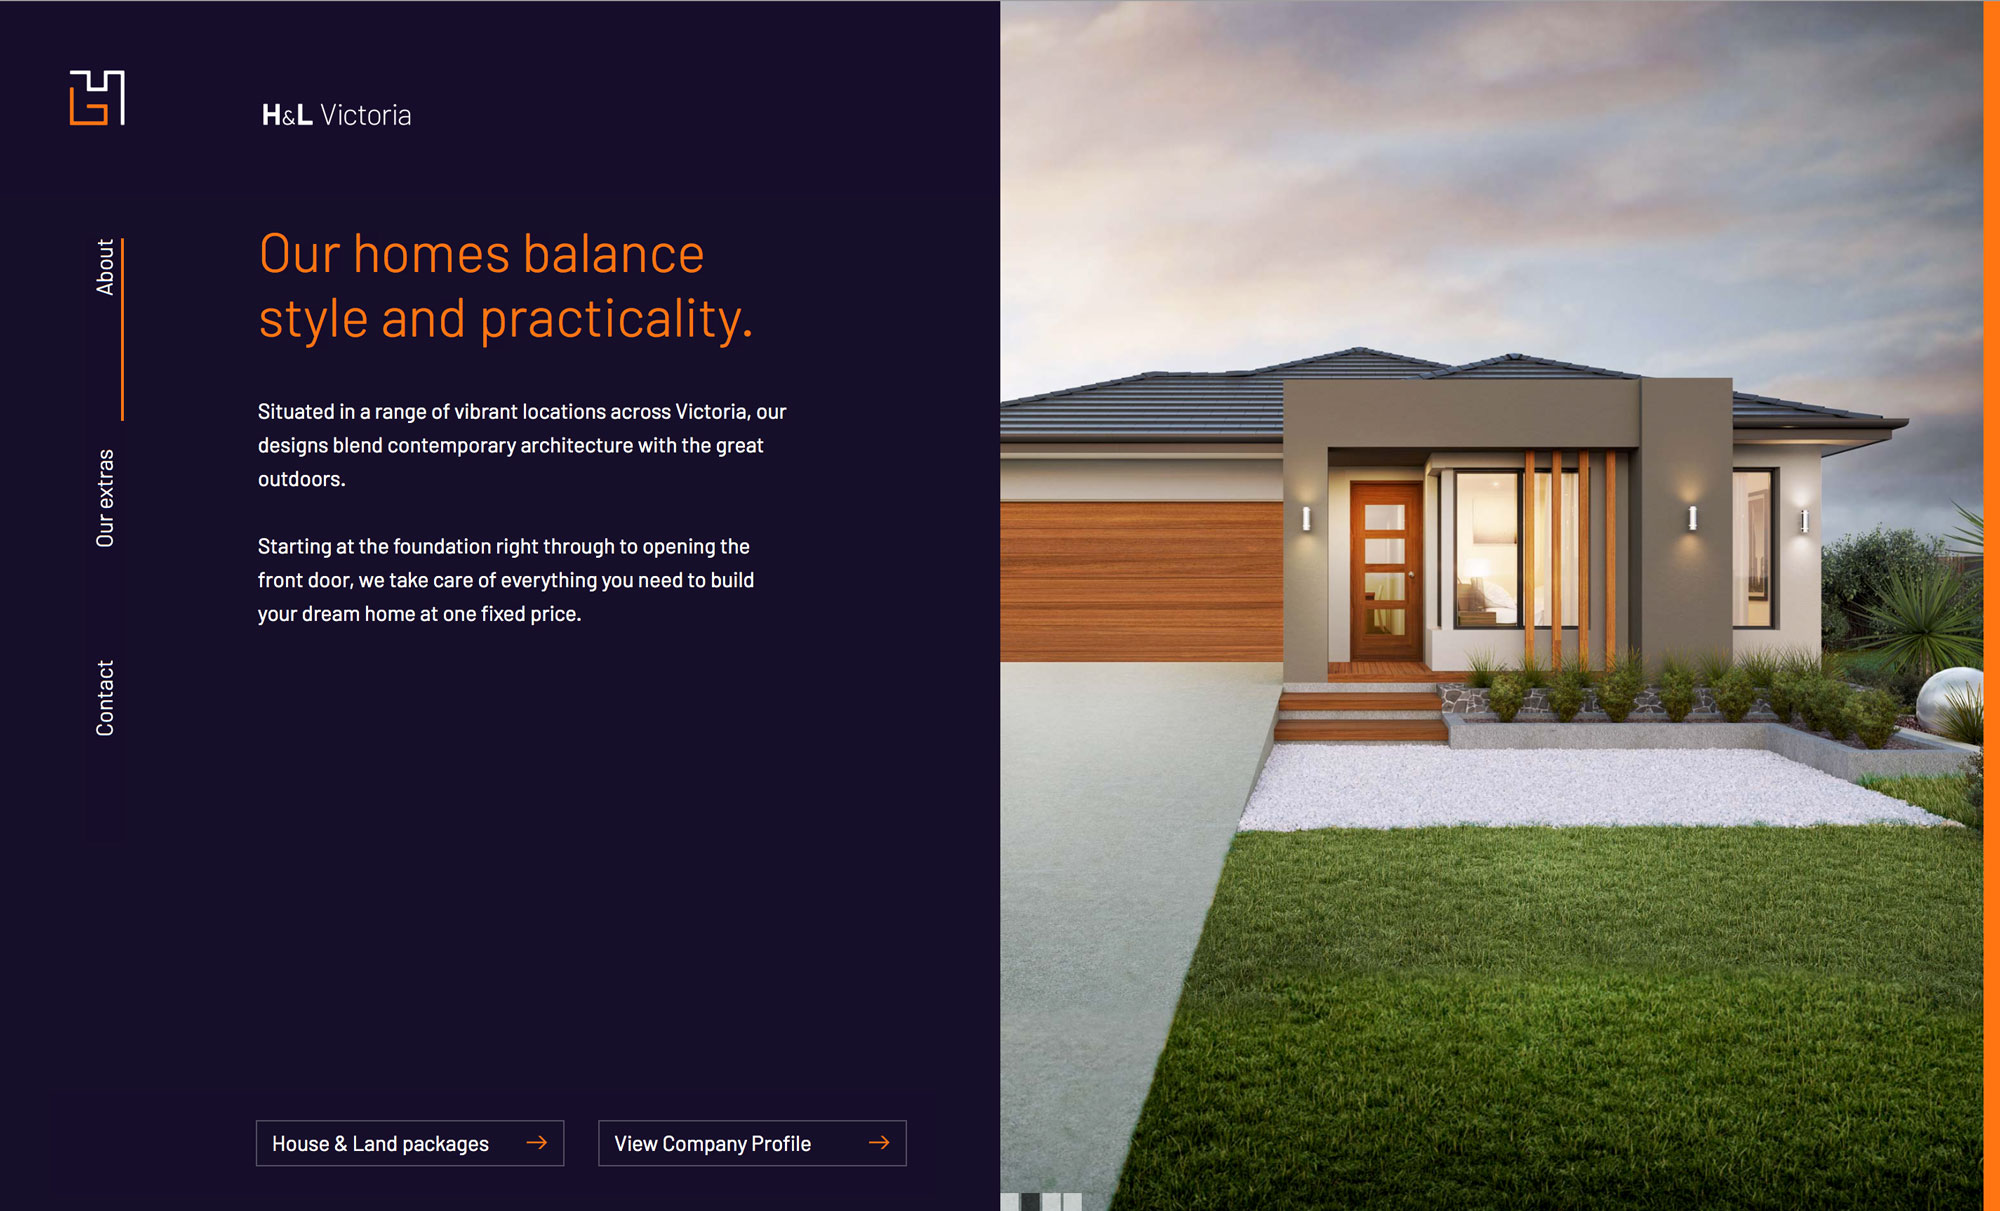 H&L Victoria
About
Our extras
Contact
Our homes balance
style and practicality.
Situated in a range of vibrant locations across Victoria, our
designs blend contemporary architecture with the great
outdoors.
Starting at the foundation right through to opening the
front door, we take care of everything you need to build
your dream home at one fixed price.
House & Land packages
View Company Profile